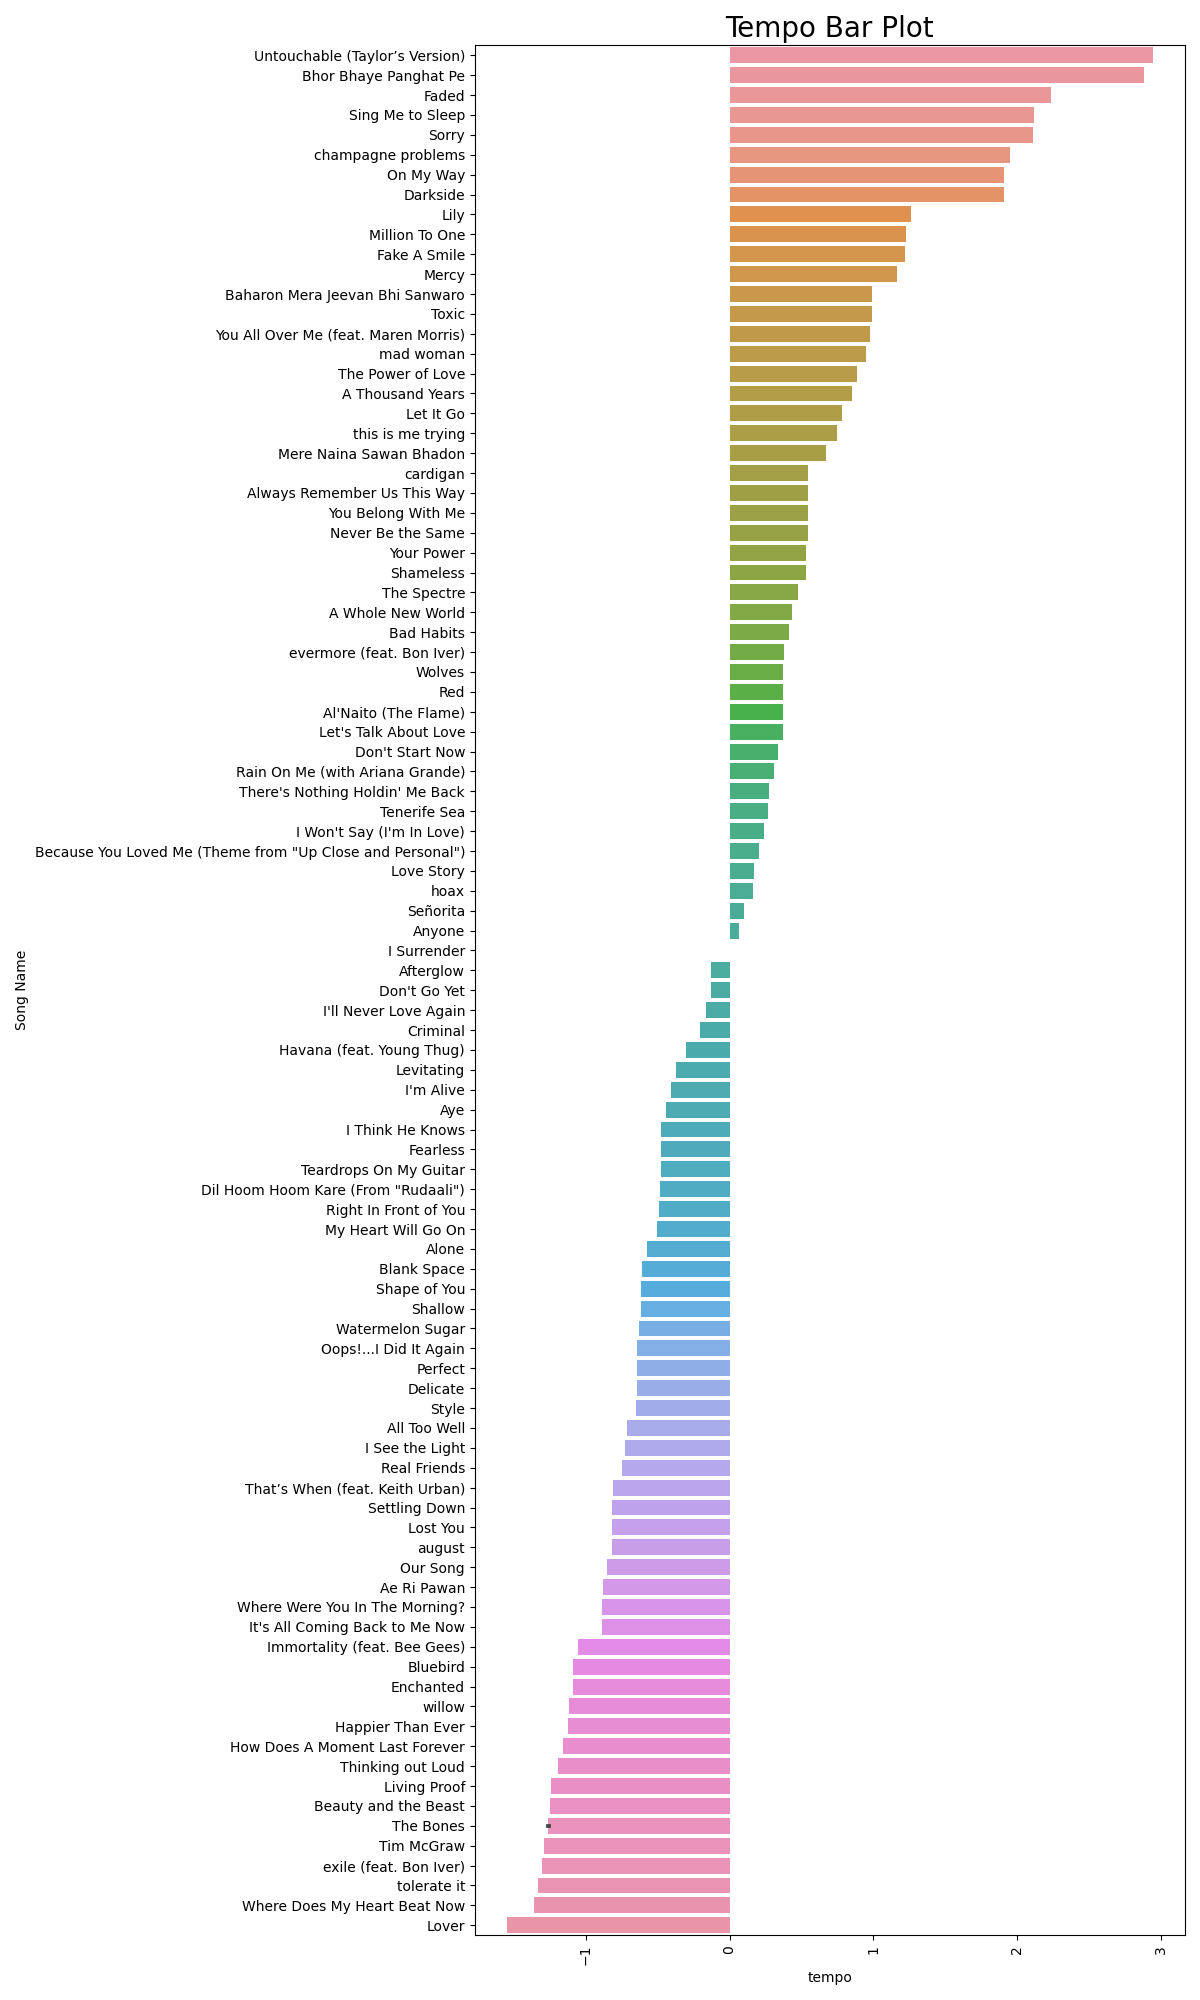 Tempo Bar Plot
Untouchable (Taylor’s Version)
Bhor Bhaye Panghat Pe
Faded
Sing Me to Sleep
Sorry
champagne problems
On My Way
Darkside
Lily
Million To One
Fake A Smile
Mercy
Baharon Mera Jeevan Bhi Sanwaro
Toxic
You All Over Me (feat. Maren Morris)
mad woman
The Power of Love
A Thousand Years
Let It Go
this is me trying
Mere Naina Sawan Bhadon
cardigan
Always Remember Us This Way
You Belong With Me
Never Be the Same
Your Power
Shameless
The Spectre
A Whole New World
Bad Habits
evermore (feat. Bon Iver)
Wolves
Red
Al'Naito (The Flame)
Let's Talk About Love
Don't Start Now
Rain On Me (with Ariana Grande)
There's Nothing Holdin' Me Back
Tenerife Sea
I Won't Say (I'm In Love)
Because You Loved Me (Theme from "Up Close and Personal")
Love Story
hoax
Señorita
Anyone
I Surrender
Afterglow
Don't Go Yet
I'll Never Love Again
Criminal
Havana (feat. Young Thug)
Levitating
I'm Alive
Aye
I Think He Knows
Fearless
Teardrops On My Guitar
Dil Hoom Hoom Kare (From "Rudaali")
Right In Front of You
My Heart Will Go On
Alone
Blank Space
Shape of You
Shallow
Watermelon Sugar
Oops!...I Did It Again
Perfect
Delicate
Style
All Too Well
I See the Light
Real Friends
That’s When (feat. Keith Urban)
Settling Down
Lost You
august
Our Song
Ae Ri Pawan
Where Were You In The Morning?
It's All Coming Back to Me Now
Immortality (feat. Bee Gees)
Bluebird
Enchanted
willow
Happier Than Ever
How Does A Moment Last Forever
Thinking out Loud
Living Proof
Beauty and the Beast
The Bones
Tim McGraw
exile (feat. Bon Iver)
tolerate it
Where Does My Heart Beat Now
Lover
Song Name
−1
0
1
2
3
tempo